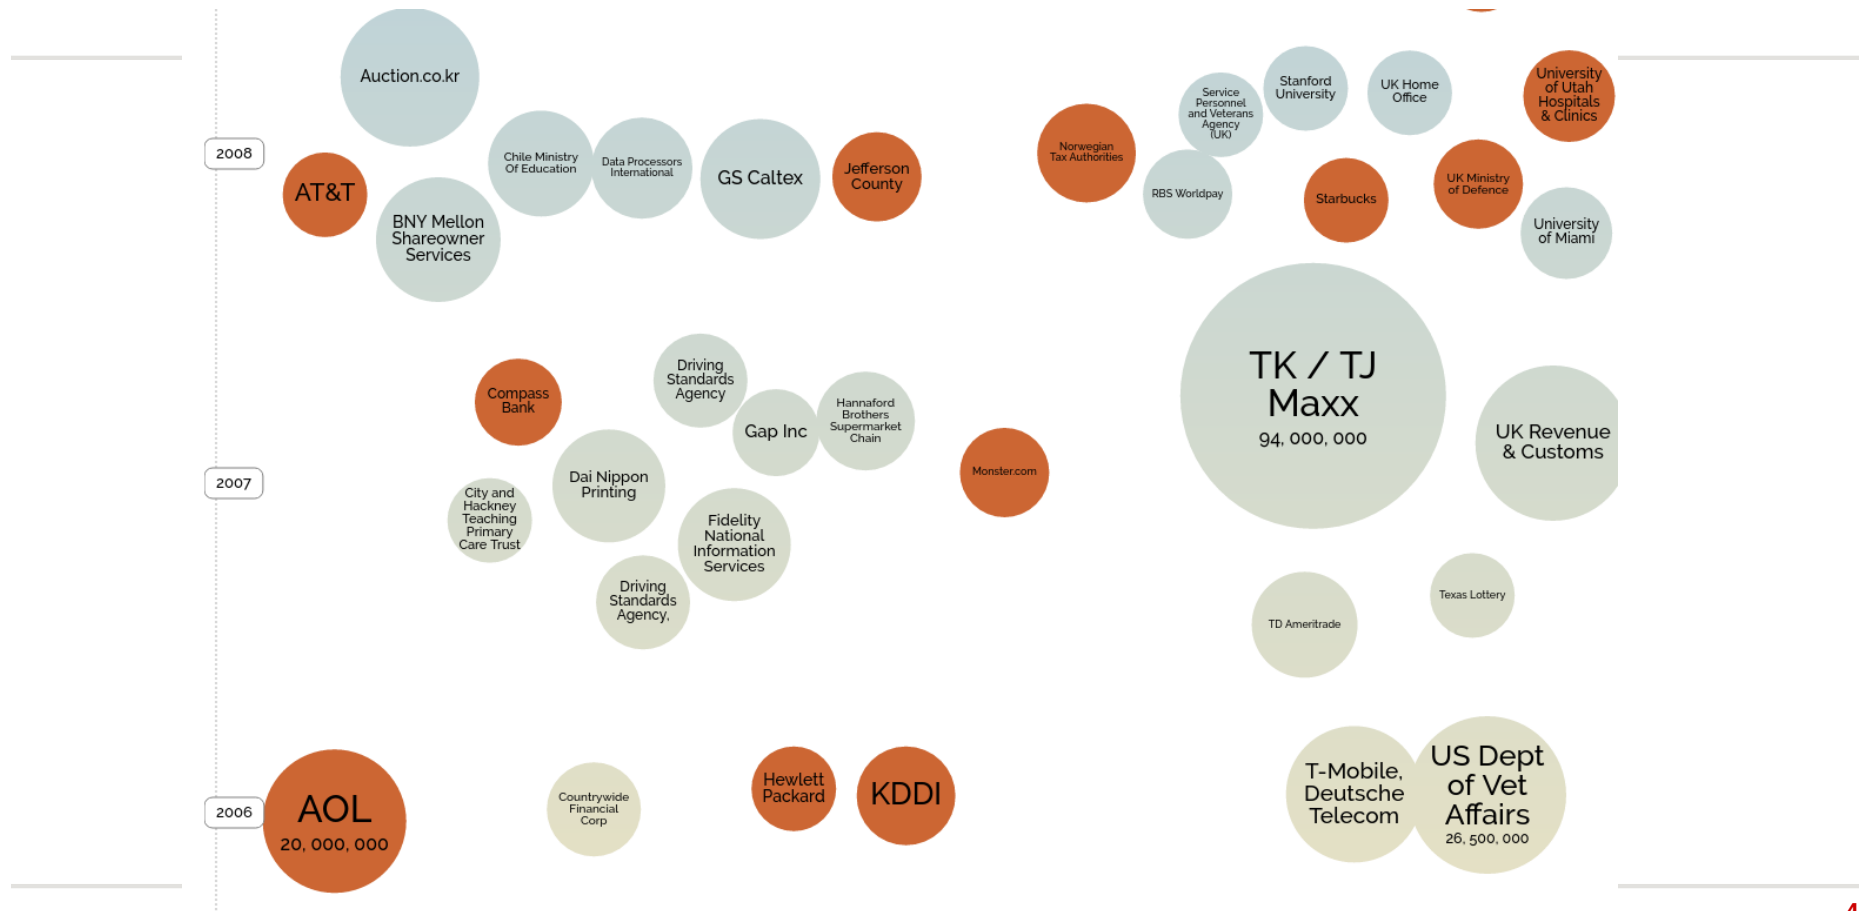 Auction.co.kr
2008
AT&T
BNY Mellon
Shareowner
Services
Chile Ministry
Of Education
Data Processors
International
GS Caltex
Jefferson
County
Norwegian
Tax Authorities
Service
Personnel
and Veterans
Agency
(UK)
Stanford
University
UK Home
Office
University
of Utah
Hospitals
& Clinics
RBS Worldpay
Starbucks
UK Ministry
of Defence
University
of Miami
TK / TJ
Maxx
94, 000, 000
UK Revenue
& Customs
2007
Compass
Bank
Driving
Standards
Agency
Gap Inc
Hannaford
Brothers
Supermarket
Chain
Monster.com
City and
Hackney
Teaching
Primary
Care Trust
Dai Nippon
Printing
Fidelity
National
Information
Services
Driving
Standards
Agency,
TD Ameritrade
Texas Lottery
2006
AOL
20, 000, 000
Countrywide
Financial
Corp
Hewlett
Packard
KDDI
T-Mobile,
Deutsche
Telecom
US Dept
of Vet
Affairs
26, 500, 000
4